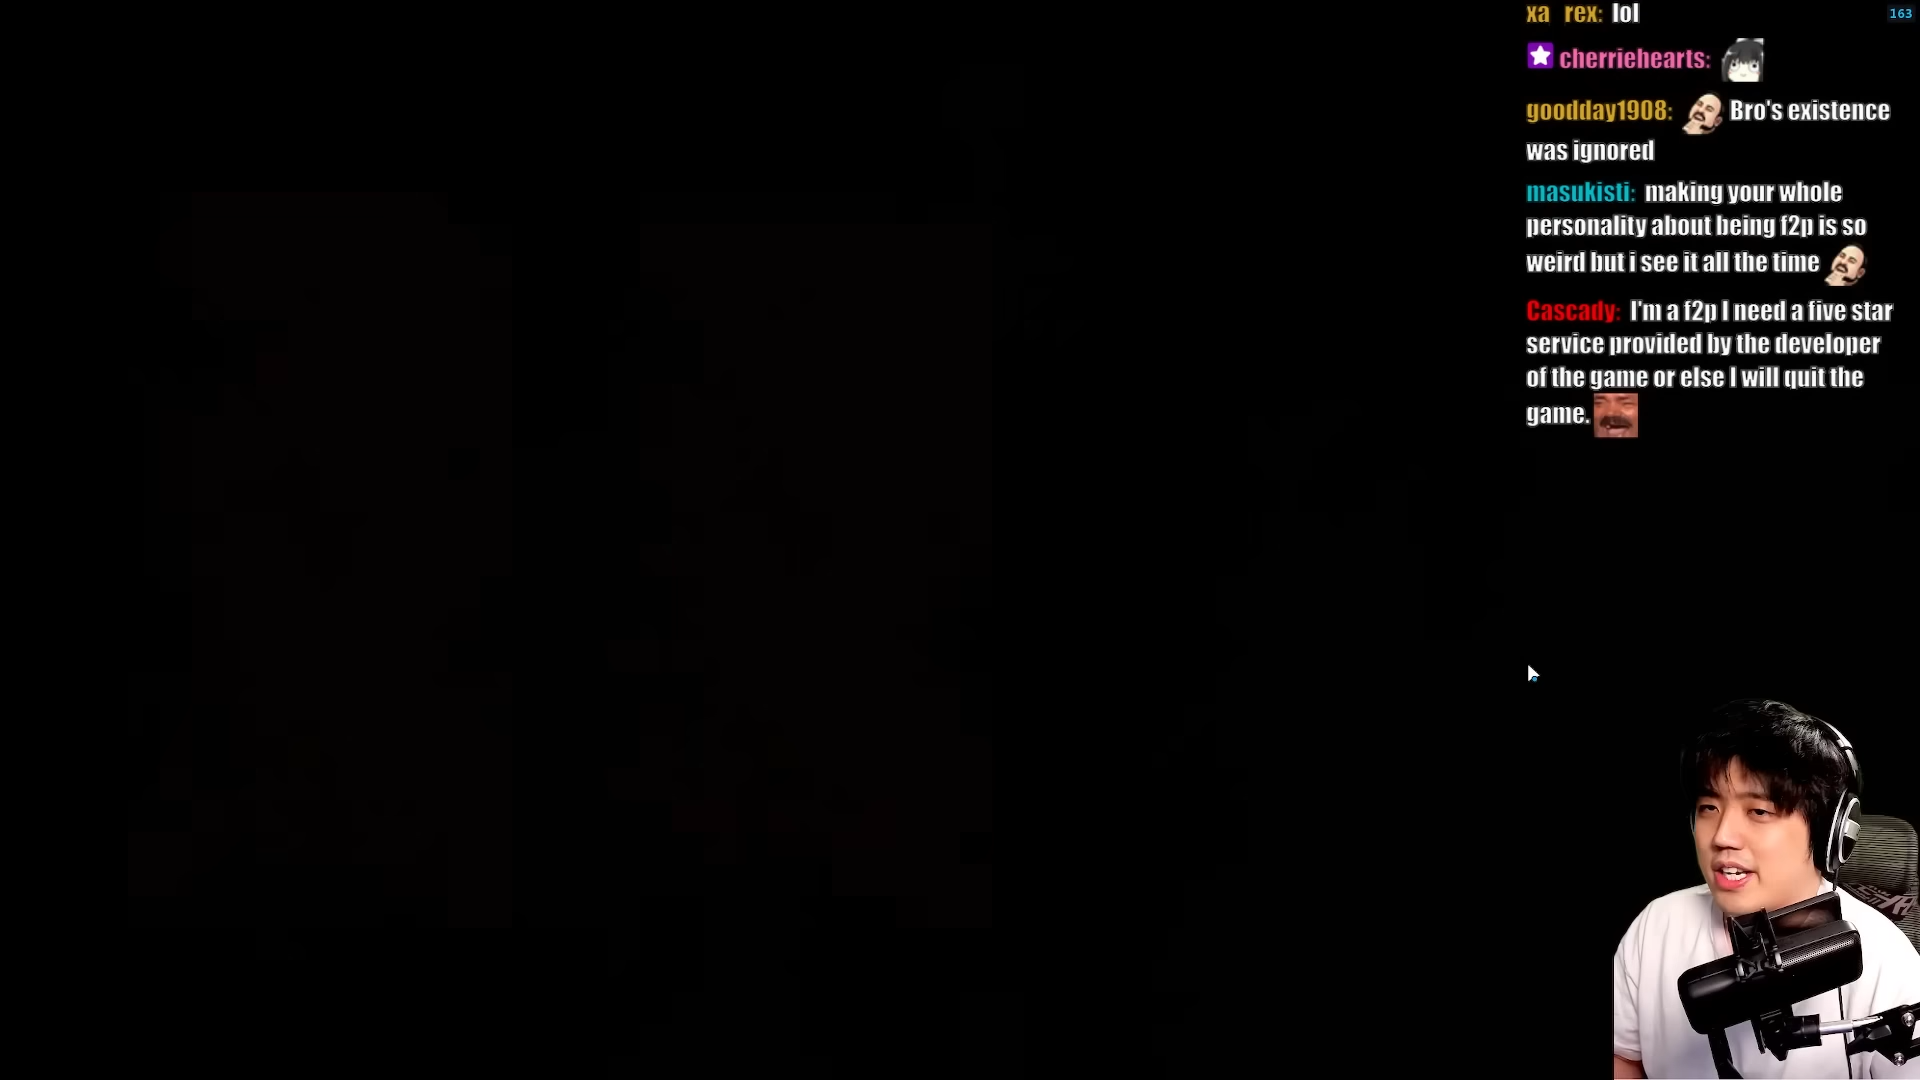 xa rex: lol
163
cherriehearts:
goodday1908: Bro's existence
was ignored
masukisti: making your whole
personality about being f2p is so
weird but i see it all the time
Cascady: I'm a f2p I need a five star
service provided by the developer
of the game or else I will quit the
game.